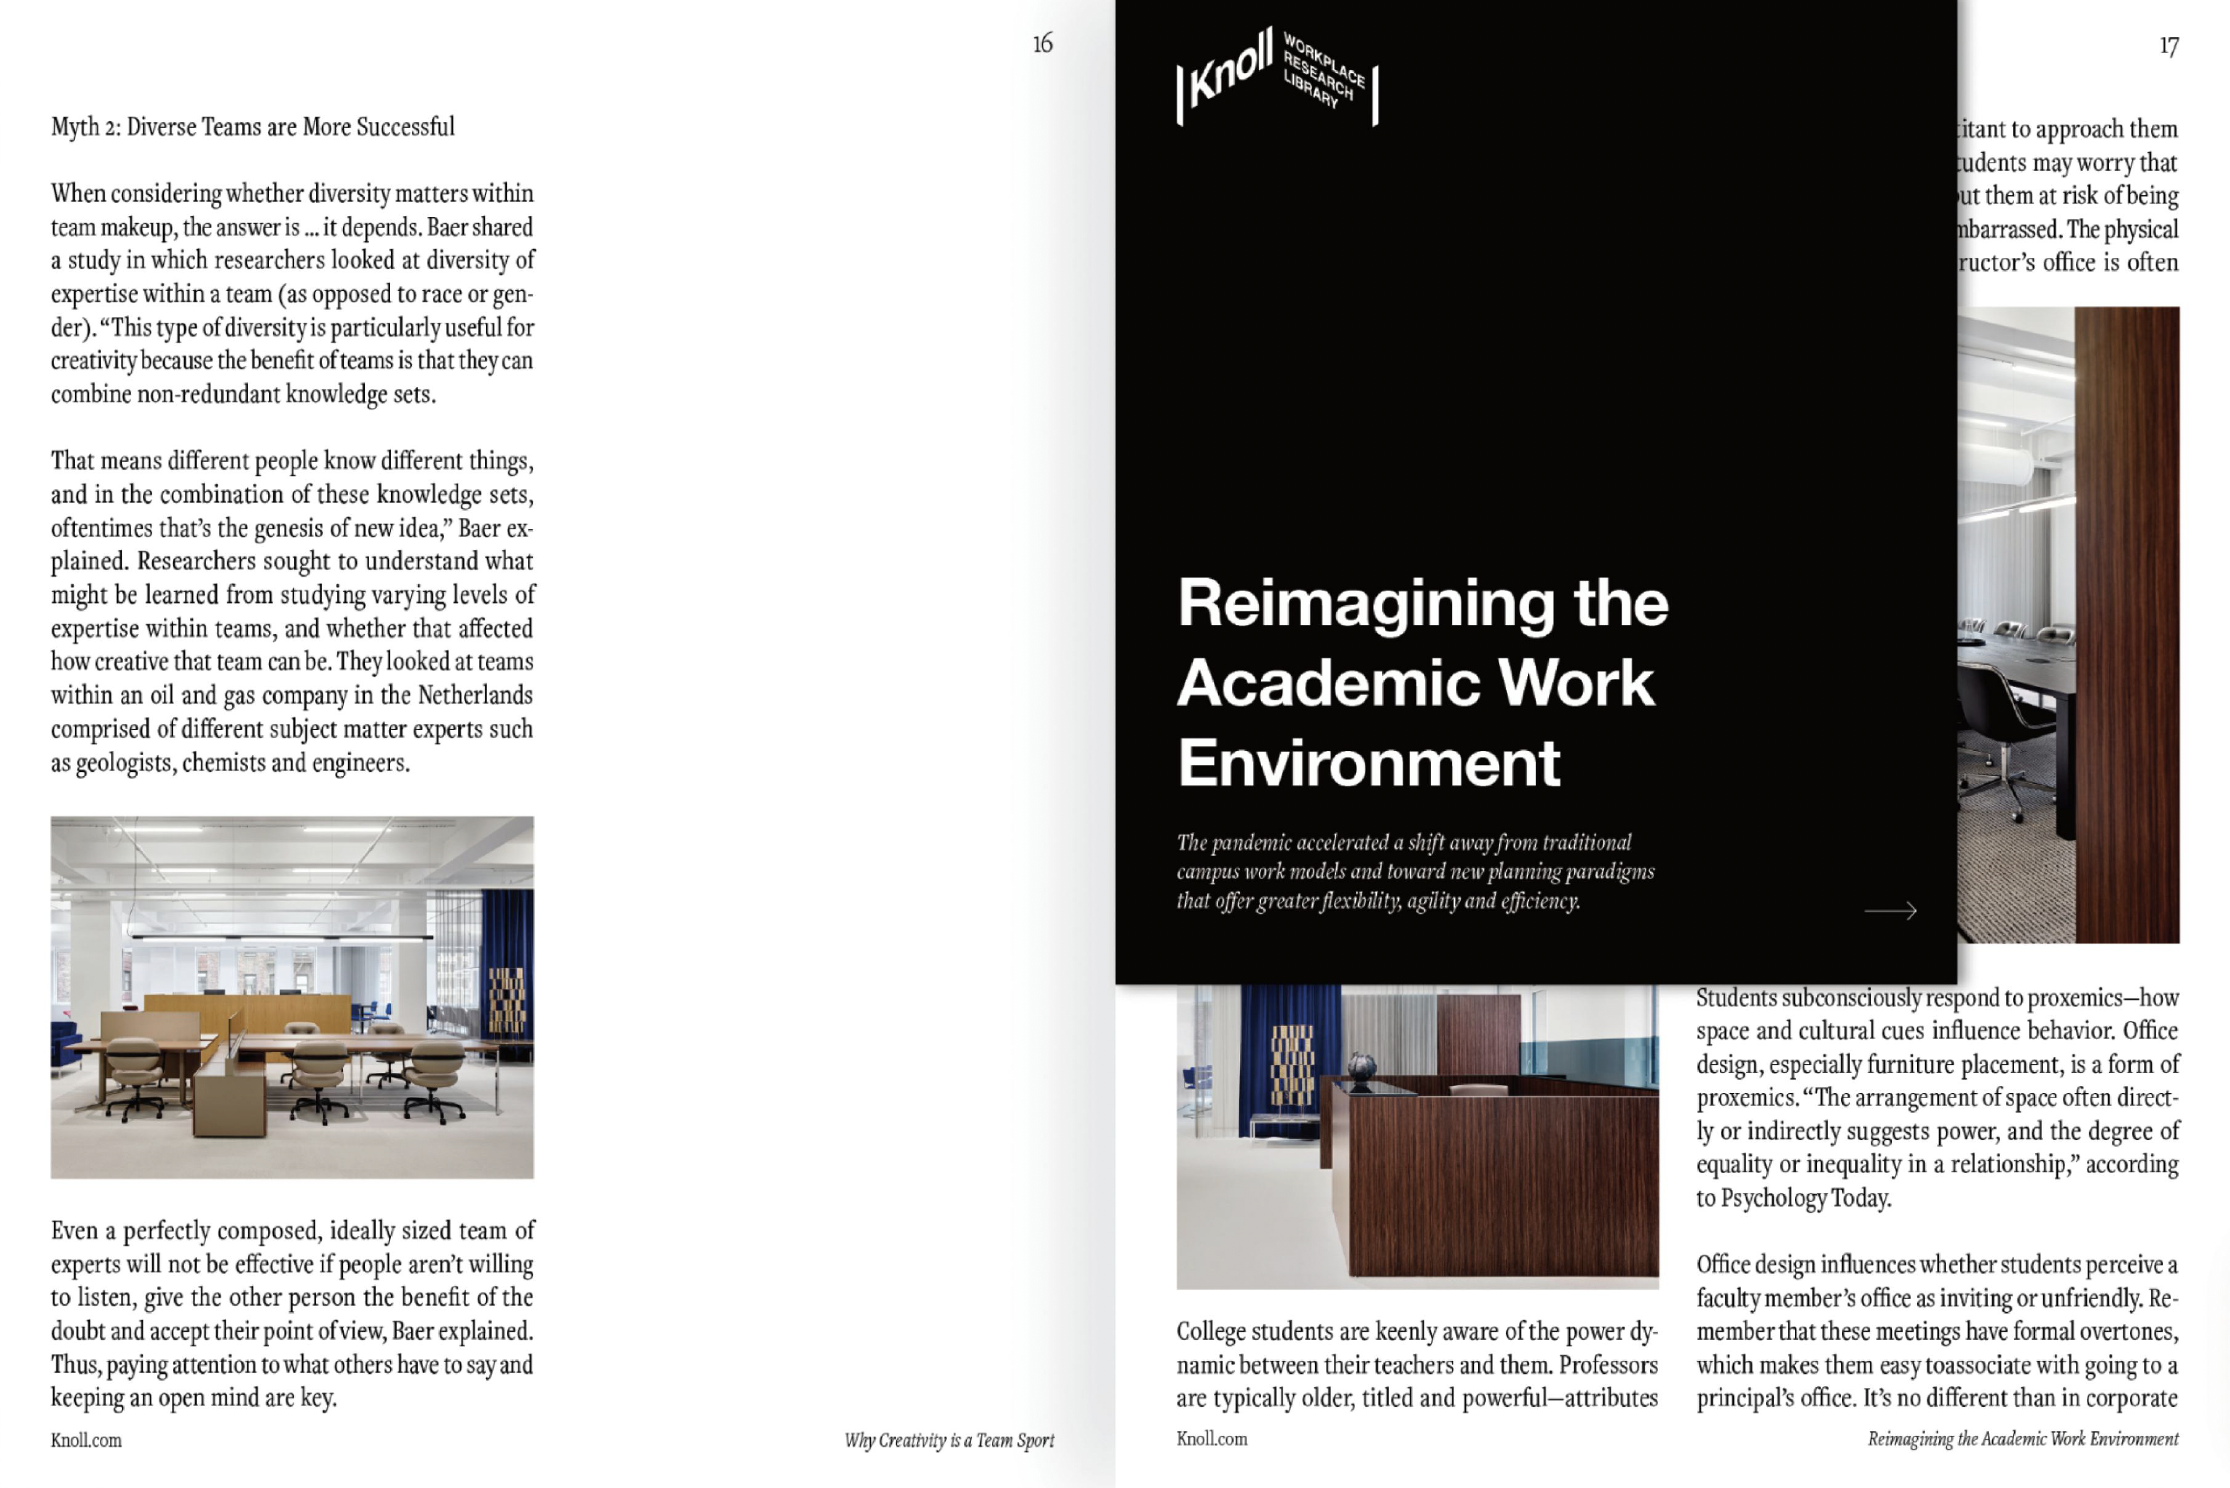 16
Myth 2: Diverse Teams are More Successful
When considering whether diversity matters within
team makeup, the answer is ... it depends. Baer shared
a study in which researchers looked at diversity of
expertise within a team (as opposed to race or gen-
der). “This type of diversity is particularly useful for
creativity because the benefit of teams is that they can
combine non-redundant knowledge sets.
That means different people know different things,
and in the combination of these knowledge sets,
oftentimes that’s the genesis of new idea,” Baer ex-
plained. Researchers sought to understand what
might be learned from studying varying levels of
expertise within teams, and whether that affected
how creative that team can be. They looked at teams
within an oil and gas company in the Netherlands
comprised of different subject matter experts such
as geologists, chemists and engineers.
Even a perfectly composed, ideally sized team of
experts will not be effective if people aren’t willing
to listen, give the other person the benefit of the
doubt and accept their point of view, Baer explained.
Thus, paying attention to what others have to say and
keeping an open mind are key.
Knoll.com
Why Creativity is a Team Sport
Knoll
WORKPLACE
RESEARCH
LIBRARY
Reimagining the
Academic Work
Environment
The pandemic accelerated a shift away from traditional
campus work models and toward new planning paradigms
that offer greater flexibility, agility and efficiency.
College students are keenly aware of the power dy-
namic between their teachers and them. Professors
are typically older, titled and powerful—attributes
Knoll.com
17
to approach them
may worry that
them at risk of being
The physical
office is often
Students subconsciously respond to proxemics—how
space and cultural cues influence behavior. Office
design, especially furniture placement, is a form of
proxemics. “The arrangement of space often direct-
ly or indirectly suggests power, and the degree of
equality or inequality in a relationship,” according
to Psychology Today.
Office design influences whether students perceive a
faculty member’s office as inviting or unfriendly. Re-
member that these meetings have formal overtones,
which makes them easy toassociate with going to a
principal’s office. It’s no different than in corporate
Reimagining the Academic Work Environment